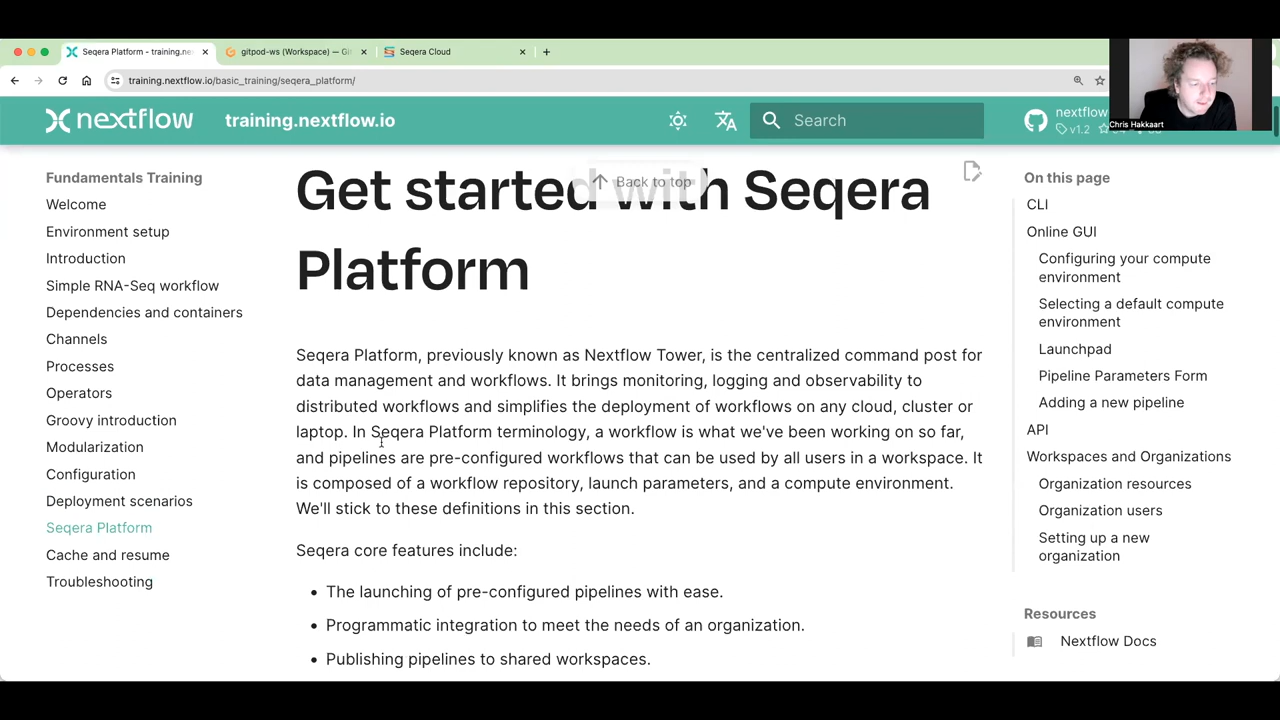 Seqera Platform - training.ne
gitpod-ws (Workspace) — Gi
Seqera Cloud
training.nextflow.io/basic_training/seqera_platform/
nextflow
training.nextflow.io
Search
nextflow
v1.2
Chris Hakkaart
Fundamentals Training
Welcome
Environment setup
Introduction
Simple RNA-Seq workflow
Dependencies and containers
Channels
Processes
Operators
Groovy introduction
Modularization
Configuration
Deployment scenarios
Seqera Platform
Cache and resume
Troubleshooting
Back to top
Get started with Seqera
Platform
Seqera Platform, previously known as Nextflow Tower, is the centralized command post for
data management and workflows. It brings monitoring, logging and observability to
distributed workflows and simplifies the deployment of workflows on any cloud, cluster or
laptop. In Seqera Platform terminology, a workflow is what we've been working on so far,
and pipelines are pre-configured workflows that can be used by all users in a workspace. It
is composed of a workflow repository, launch parameters, and a compute environment.
We'll stick to these definitions in this section.
Seqera core features include:
• The launching of pre-configured pipelines with ease.
• Programmatic integration to meet the needs of an organization.
• Publishing pipelines to shared workspaces.
On this page
CLI
Online GUI
Configuring your compute
environment
Selecting a default compute
environment
Launchpad
Pipeline Parameters Form
Adding a new pipeline
API
Workspaces and Organizations
Organization resources
Organization users
Setting up a new
organization
Resources
Nextflow Docs